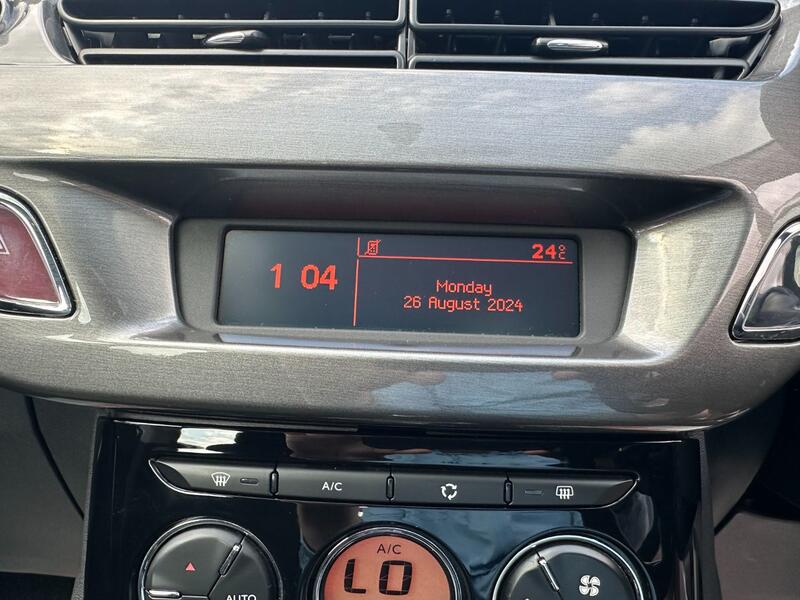 1 04
24°C
Monday
26 August 2024
A/C
A/C
LO
AUTO